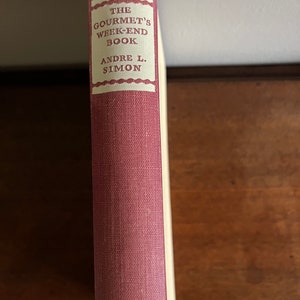 THE
GOURMET'S
WEEK-END
BOOK
ANDRE L.
SIMON